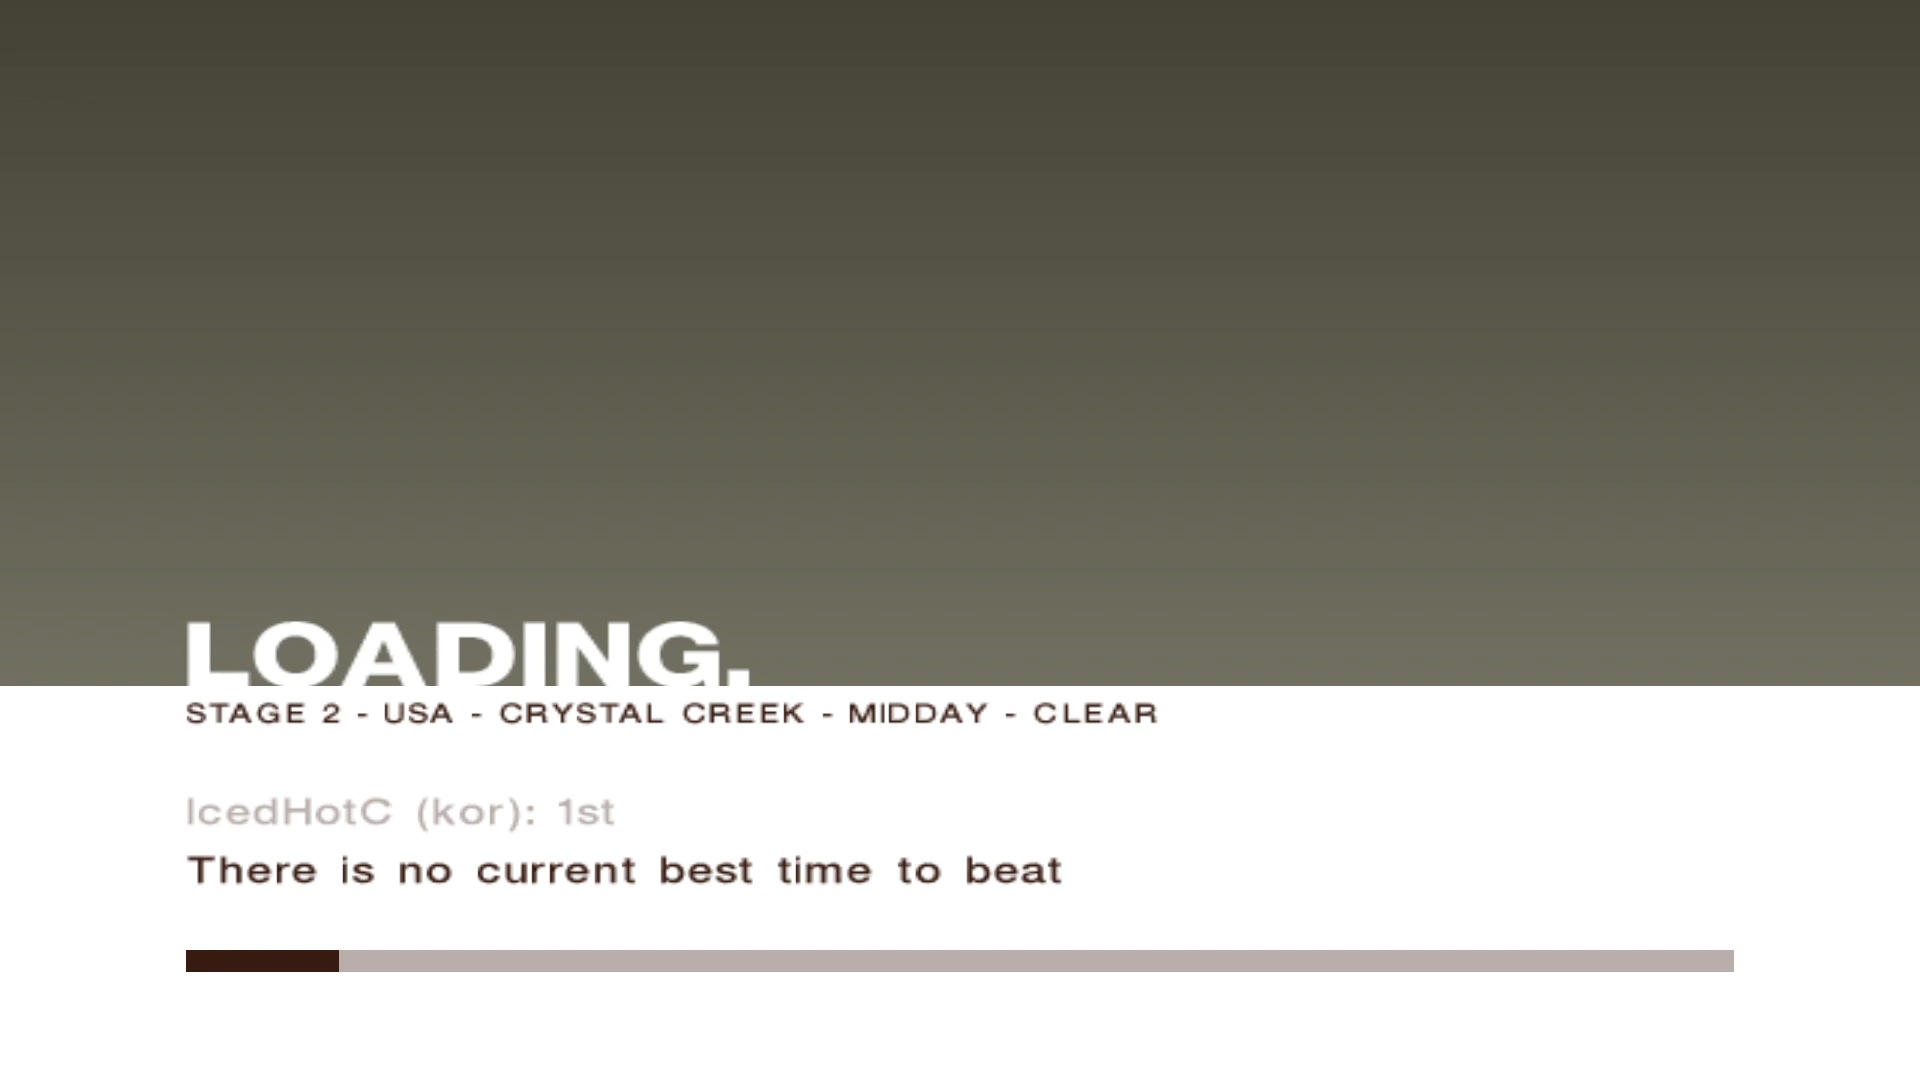 LOADING.
STAGE 2 - USA - CRYSTAL CREEK - MIDDAY - CLEAR
IcedHotC (kor): 1st
There is no current best time to beat